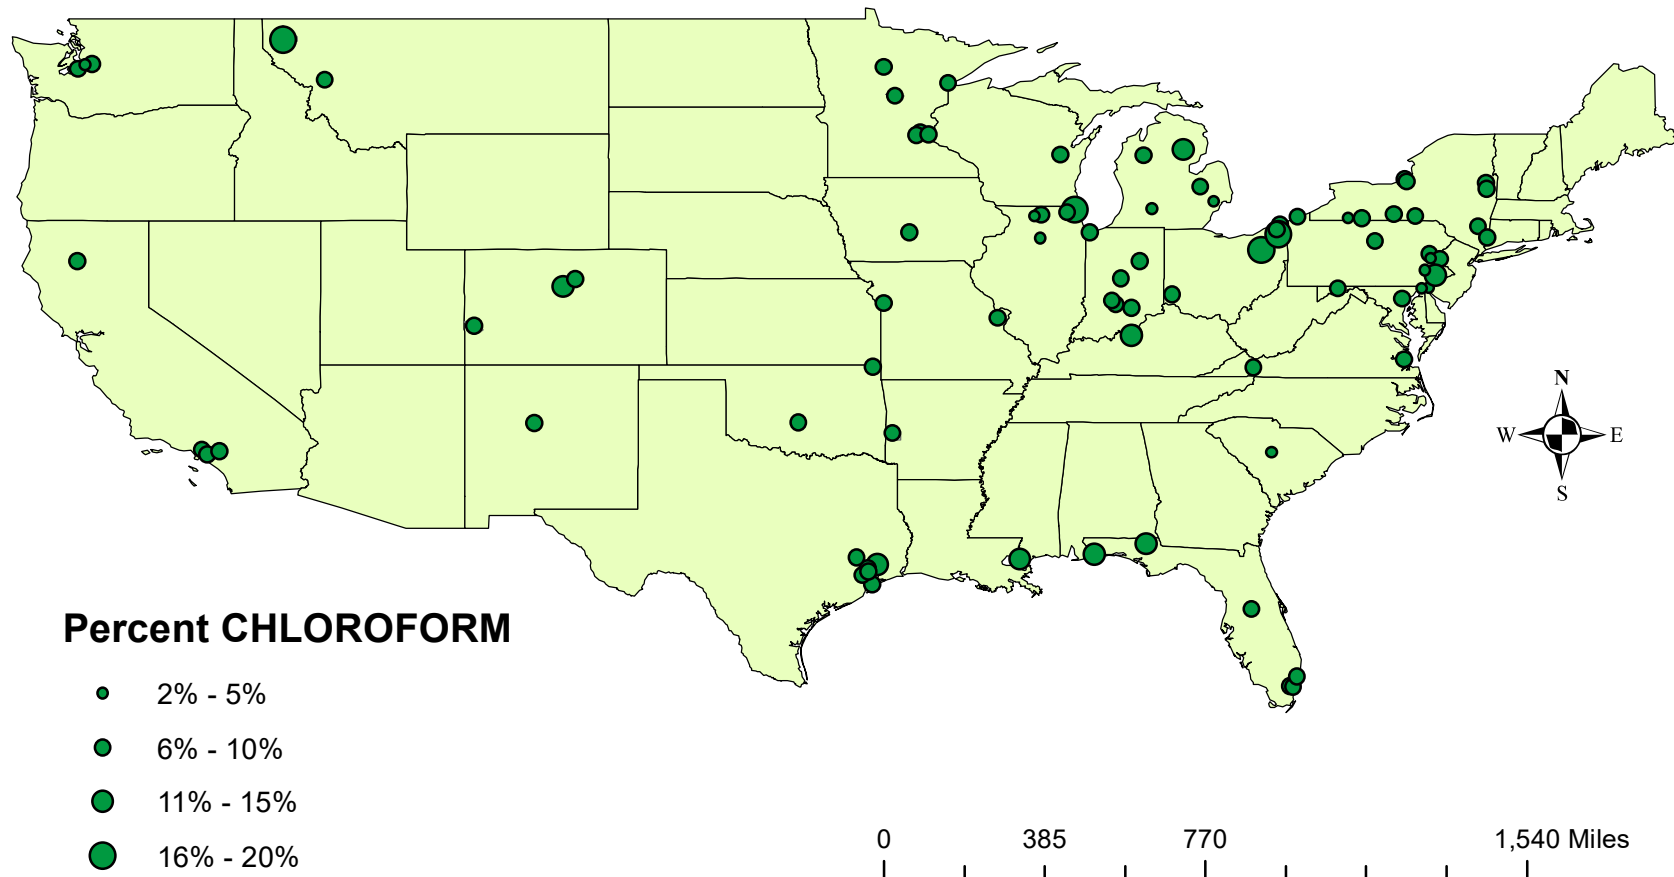 N
W E
S
Percent CHLOROFORM
2% - 5%
6% - 10%
11% - 15%
16% - 20%
0 385 770 1,540 Miles